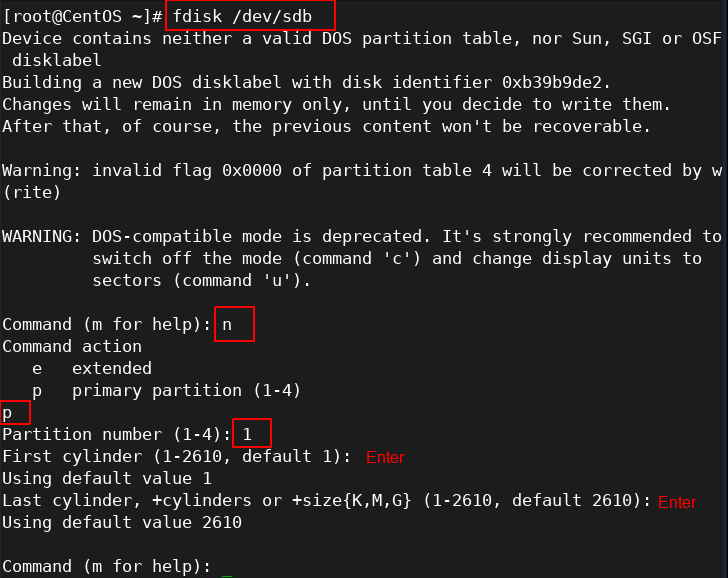 [root@CentOS ~]# fdisk /dev/sdb
Device contains neither a valid DOS partition table, nor Sun, SGI or OSF
 disklabel
Building a new DOS disklabel with disk identifier 0xb39b9de2.
Changes will remain in memory only, until you decide to write them.
After that, of course, the previous content won't be recoverable.

Warning: invalid flag 0x0000 of partition table 4 will be corrected by w
(rite)

WARNING: DOS-compatible mode is deprecated. It's strongly recommended to
         switch off the mode (command 'c') and change display units to
         sectors (command 'u').

Command (m for help): n
Command action
   e   extended
   p   primary partition (1-4)
p
Partition number (1-4): 1
First cylinder (1-2610, default 1): Enter
Using default value 1
Last cylinder, +cylinders or +size{K,M,G} (1-2610, default 2610): Enter
Using default value 2610

Command (m for help):